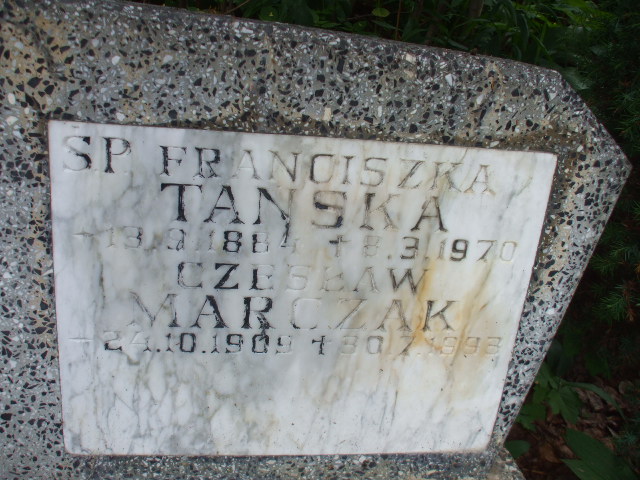 SP FRANCISZKA
TAŃSKA
13.9.1884 † 8.3.1970
CZESŁAW
MARCZAK
24.10.1909 † 30.7.1993